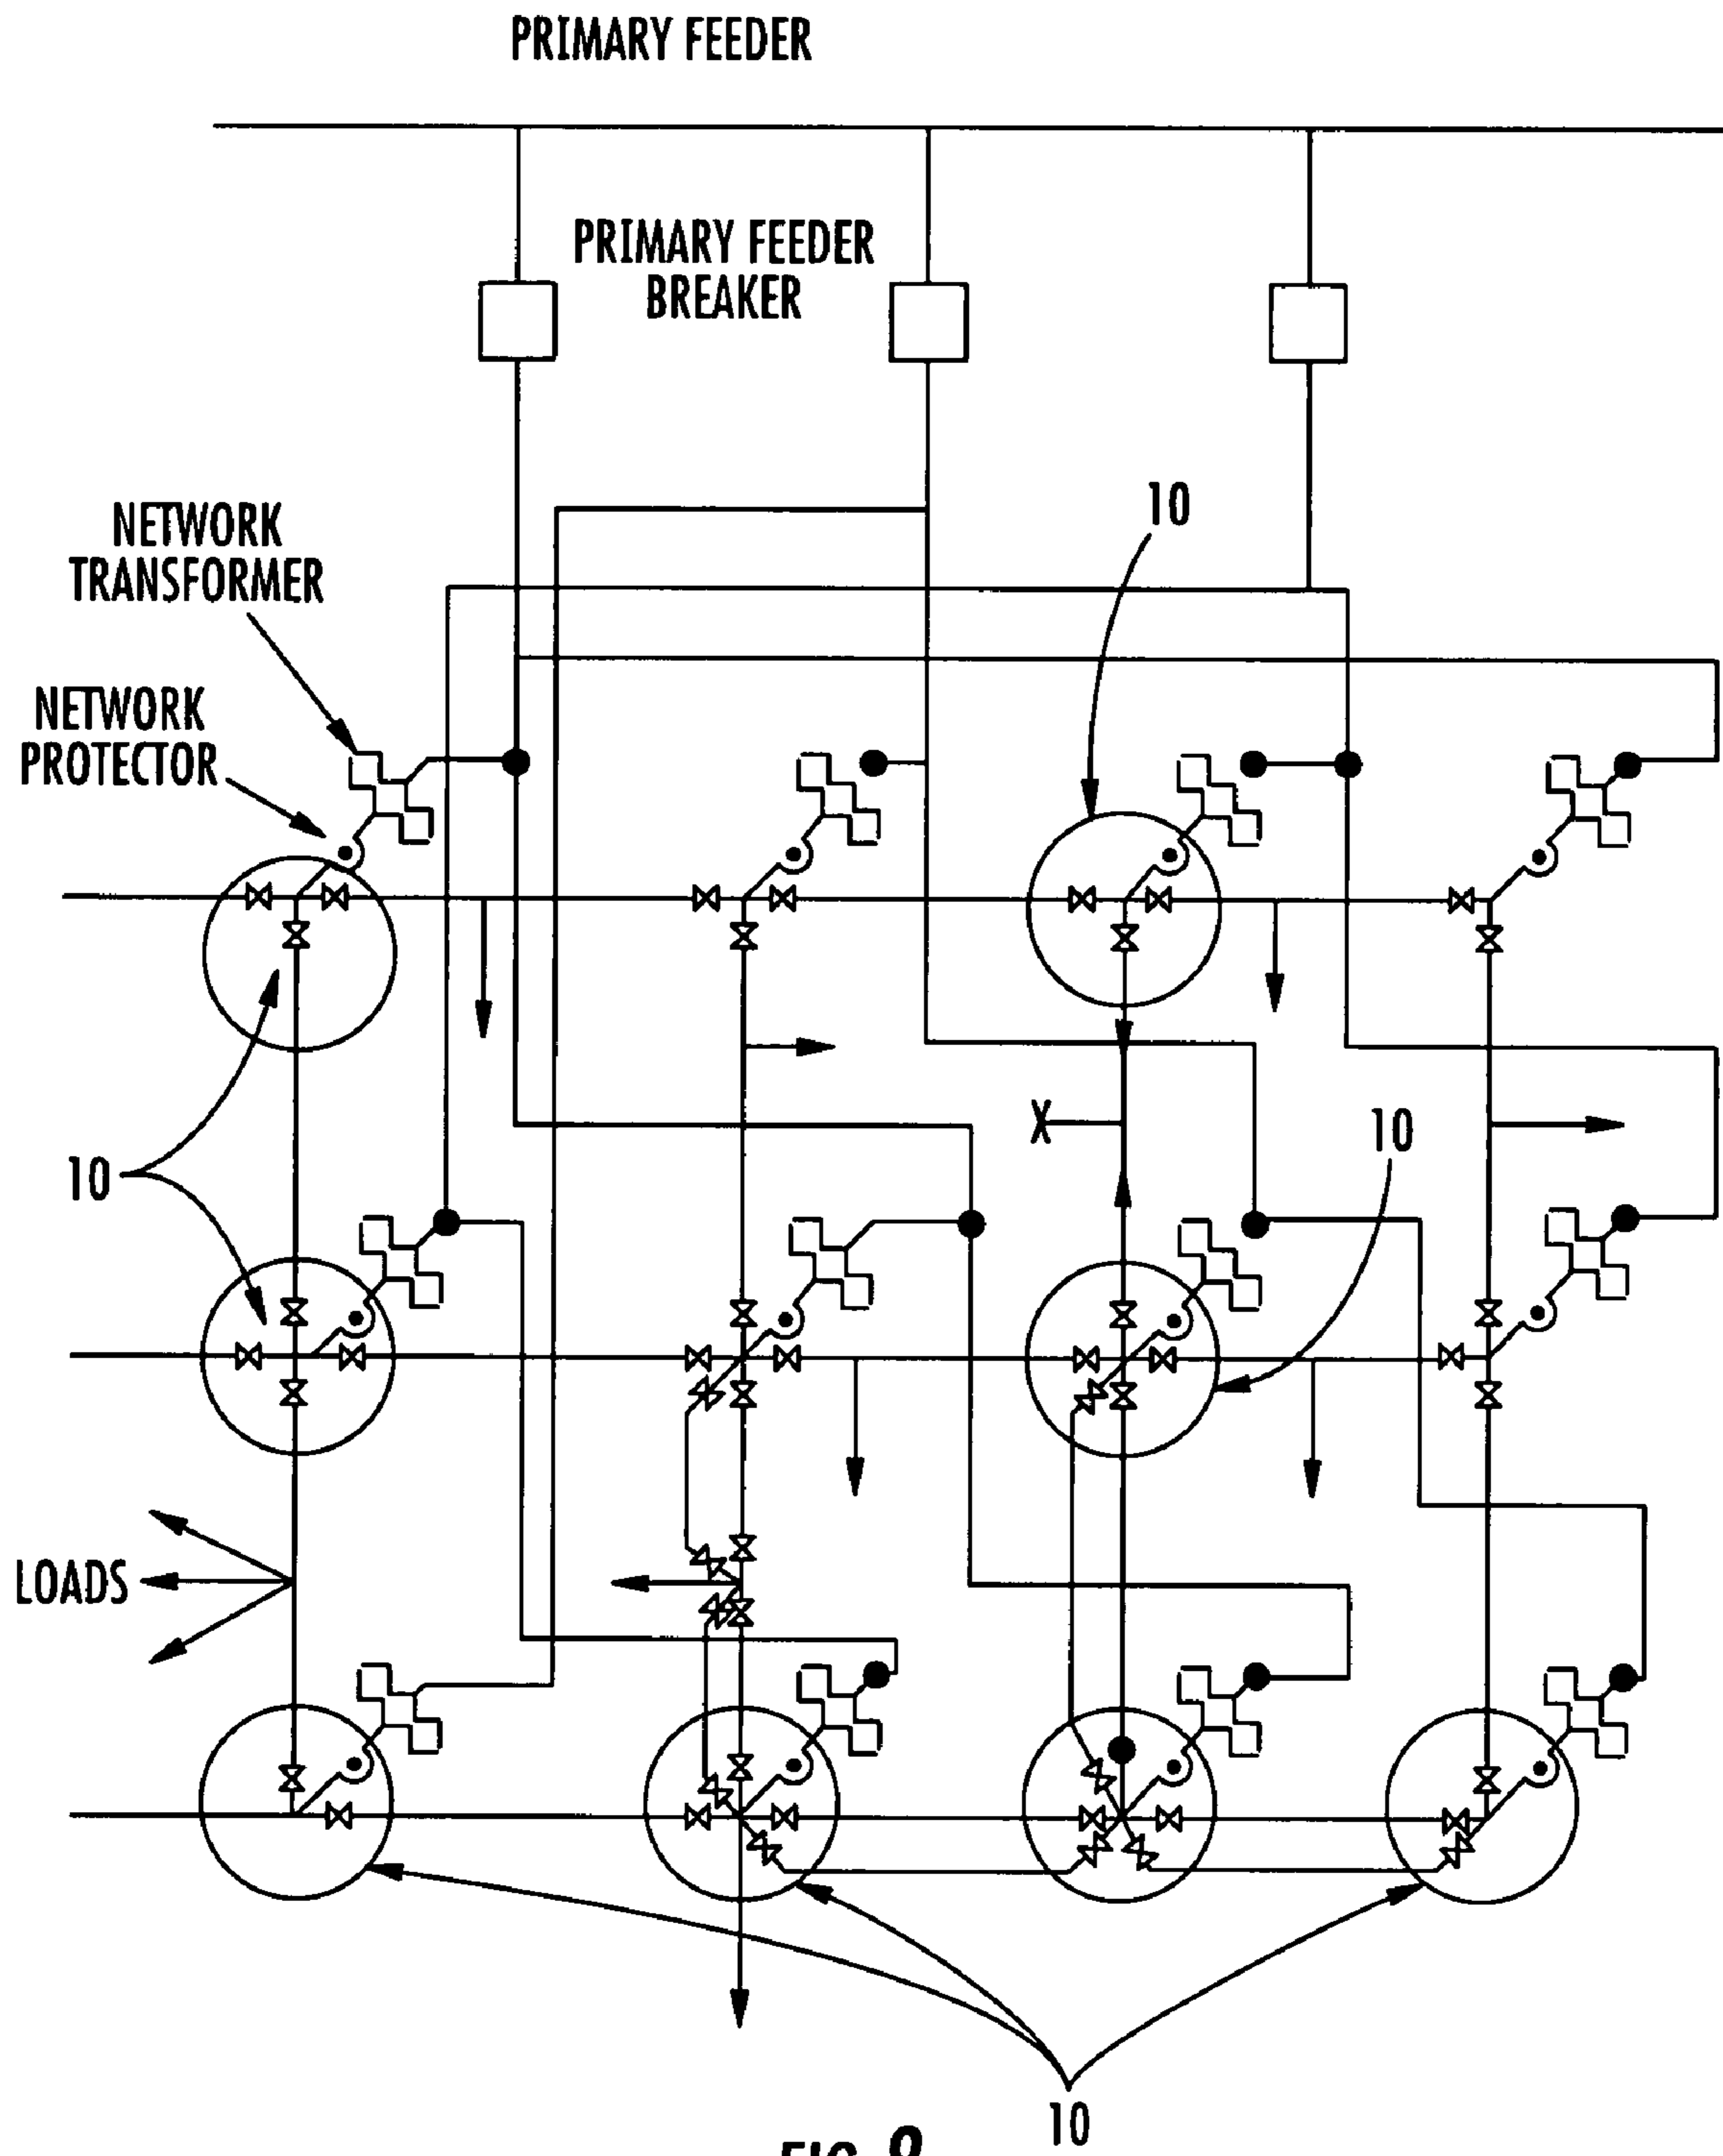 PRIMARY FEEDER
PRIMARY FEEDER
BREAKER
10
NETWORK
TRANSFORMER
NETWORK
PROTECTOR
X
10
10
LOADS
10